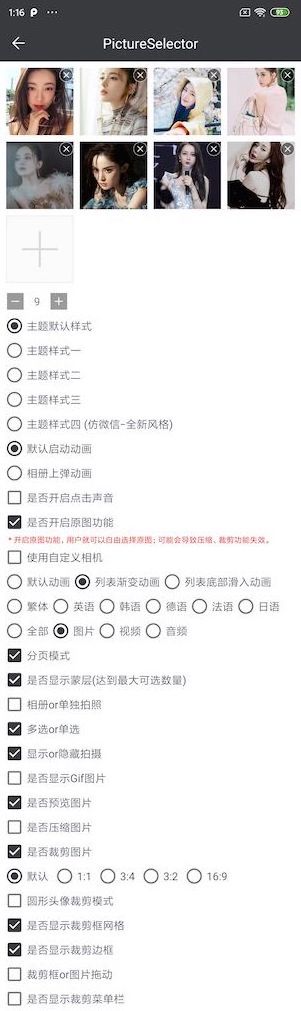 1:16 P ···
93
PictureSelector
9
主题默认样式
主题样式一
主题样式二
主题样式三
主题样式四 (仿微信-全新风格)
默认启动动画
相册上弹动画
是否开启点击声音
是否开启原图功能
* 开启原图功能，用户就可以自由选择原图；可能会导致压缩、裁剪功能失效。
使用自定义相机
默认动画 列表渐变动画 列表底部滑入动画
繁体 英语 韩语 德语 法语 日语
全部 图片 视频 音频
分页模式
是否显示蒙层(达到最大可选数量)
相册or单独拍照
多选or单选
显示or隐藏拍摄
是否显示Gif图片
是否预览图片
是否压缩图片
是否裁剪图片
默认 1:1 3:4 3:2 16:9
圆形头像裁剪模式
是否显示裁剪框网格
是否显示裁剪边框
裁剪框or图片拖动
是否显示裁剪菜单栏